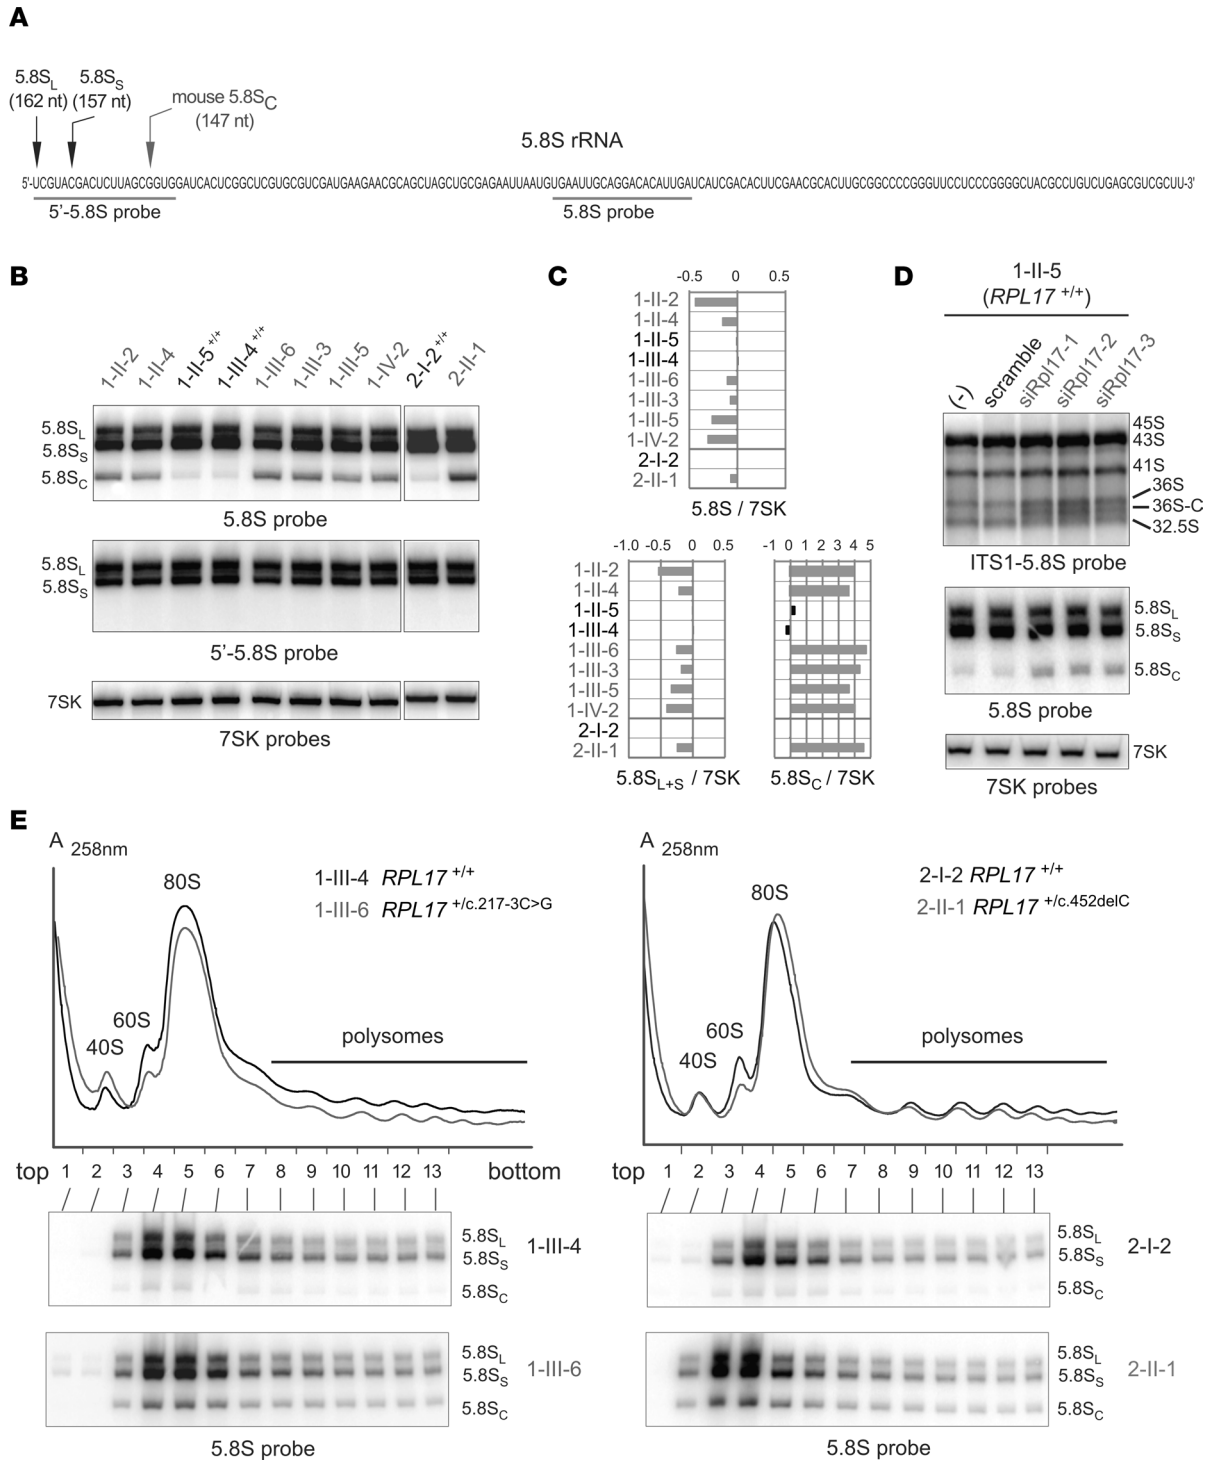 A
5.8SL 5.8SS
(162 nt) (157 nt)
mouse 5.8SC
(147 nt)
5.8S rRNA
5'-UCGUACGACUCUUAGCGGUGGAUCACUCGGCUCGUGCGUCGAUGAAGAACGCAGCUAGCUGCGAGAAUUAAUGUGAAUUGCAGGACACAUUGAUCAUCGACACUUCGAACGCACUUGCGGCCCCGGGUUCCUCCCGGGGCUACGCCUGUCUGAGCGUCGCUU-3'
5'-5.8S probe
5.8S probe
B
1-II-2 1-II-4 1-II-5 +/+ 1-III-4 +/+ 1-III-6 1-III-3 1-III-5 1-IV-2 2-I-2 +/+ 2-II-1
5.8SL
5.8SS
5.8SC
5.8S probe
5.8SL
5.8SS
5'-5.8S probe
7SK
7SK probes
C
-0.5 0 0.5
1-II-2
1-II-4
1-II-5
1-III-4
1-III-6
1-III-3
1-III-5
1-IV-2
2-I-2
2-II-1
5.8S / 7SK
-1.0 -0.5 0 0.5
-1 0 1 2 3 4 5
1-II-2
1-II-4
1-II-5
1-III-4
1-III-6
1-III-3
1-III-5
1-IV-2
2-I-2
2-II-1
5.8SL+S / 7SK
5.8SC / 7SK
D
1-II-5
(RPL17 +/+)
(-) scramble siRpl17-1 siRpl17-2 siRpl17-3
45S
43S
41S
36S
36S-C
32.5S
ITS1-5.8S probe
5.8SL
5.8SS
5.8SC
5.8S probe
7SK
7SK probes
E
A 258nm
80S
1-III-4 RPL17 +/+
1-III-6 RPL17 +/c.217-3C>G
60S
40S
polysomes
top 1 2 3 4 5 6 7 8 9 10 11 12 13 bottom
5.8SL
5.8SS
5.8SC
1-III-4
5.8SL
5.8SS
5.8SC
1-III-6
5.8S probe
A 258nm
80S
2-I-2 RPL17 +/+
2-II-1 RPL17 +/c.452delC
60S
40S
polysomes
top 1 2 3 4 5 6 7 8 9 10 11 12 13
5.8SL
5.8SS
5.8SC
2-I-2
5.8SL
5.8SS
5.8SC
2-II-1
5.8S probe